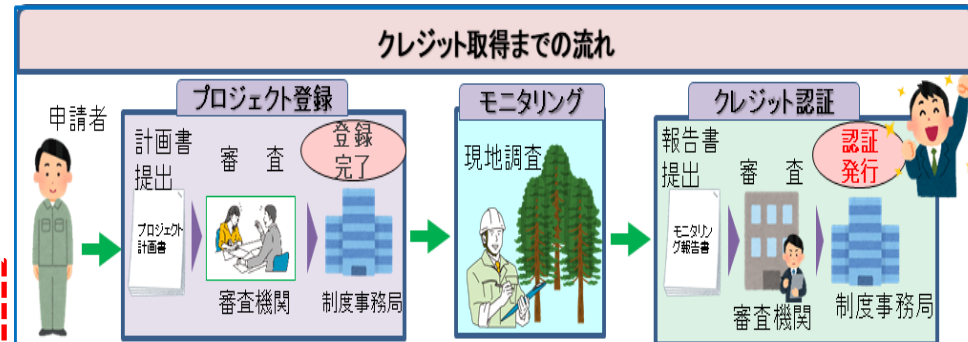 クレジット取得までの流れ
申請者
プロジェクト登録
計画書
提出
審 査
登録
完了
プロジェクト
計画書
審査機関
制度事務局
モニタリング
現地調査
クレジット認証
報告書
提出
審 査
認証
発行
モニタリン
グ報告書
審査機関
制度事務局